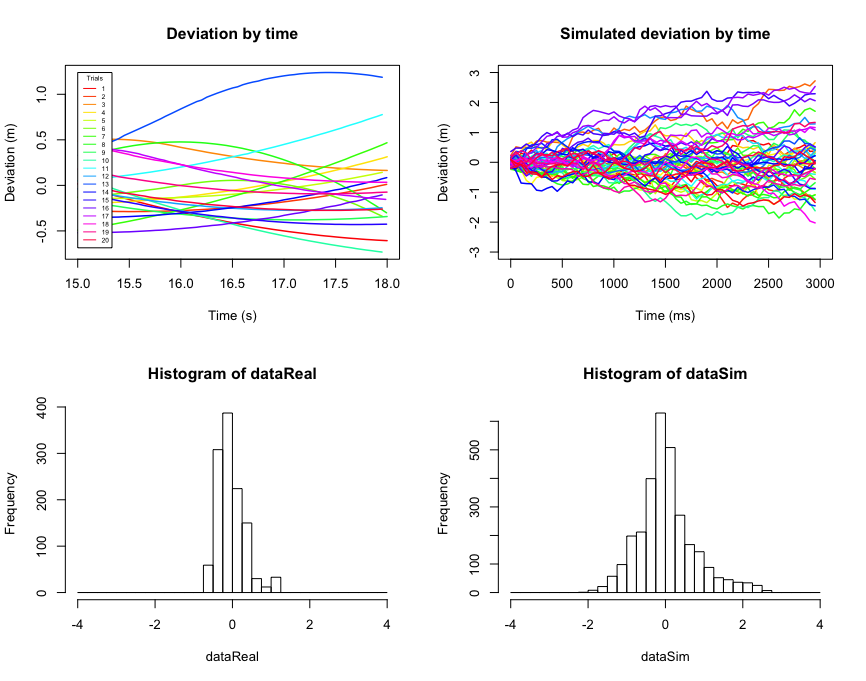 Deviation by time
Deviation (m)
1.0
0.5
0.0
-0.5
Trials
1
2
3
4
5
6
7
8
9
10
11
12
13
14
15
16
17
18
19
20
15.0 15.5 16.0 16.5 17.0 17.5 18.0
Time (s)
Simulated deviation by time
Deviation (m)
3
2
1
0
-1
-2
-3
0 500 1000 1500 2000 2500 3000
Time (ms)
Histogram of dataReal
Frequency
400
300
200
100
0
-4 -2 0 2 4
dataReal
Histogram of dataSim
Frequency
500
300
100
0
-4 -2 0 2 4
dataSim